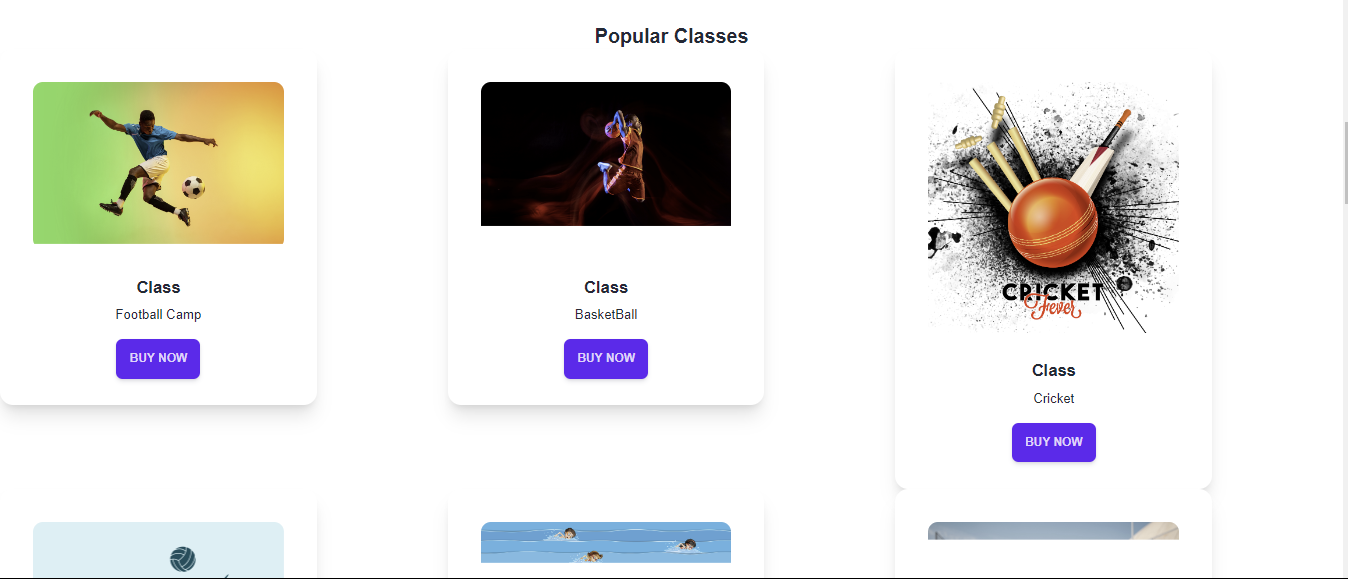 Popular Classes
Class
Football Camp
BUY NOW
Class
BasketBall
BUY NOW
CRICKET
Fever
Class
Cricket
BUY NOW